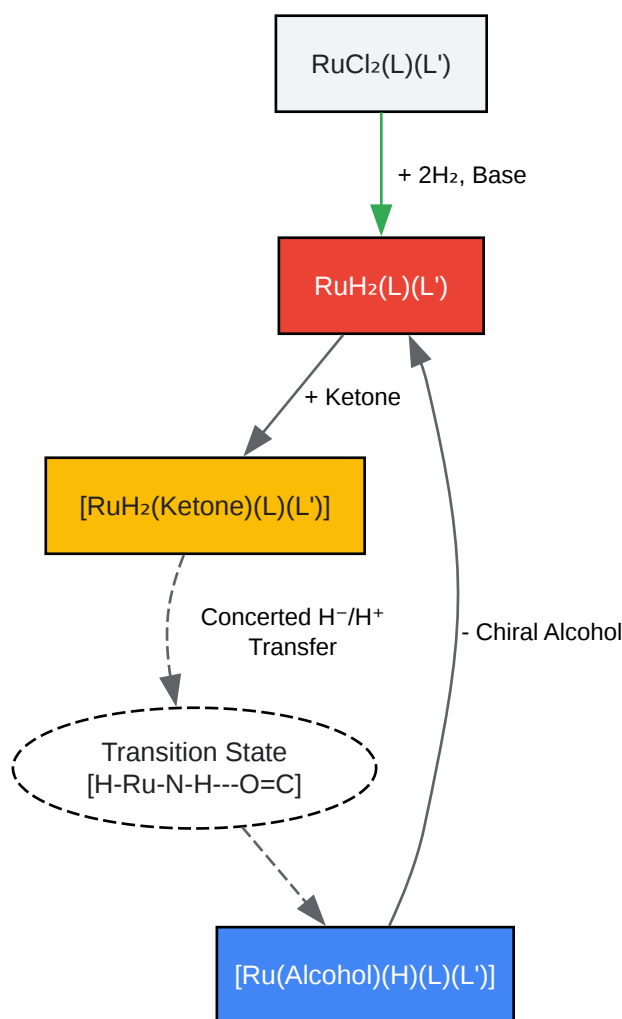 RuCl₂(L)(L')
+ 2H₂, Base
RuH₂(L)(L')
+ Ketone
[RuH₂(Ketone)(L)(L')]
Concerted H⁻/H⁺
Transfer
- Chiral Alcohol
Transition State
[H-Ru-N-H---O=C]
[Ru(Alcohol)(H)(L)(L')]